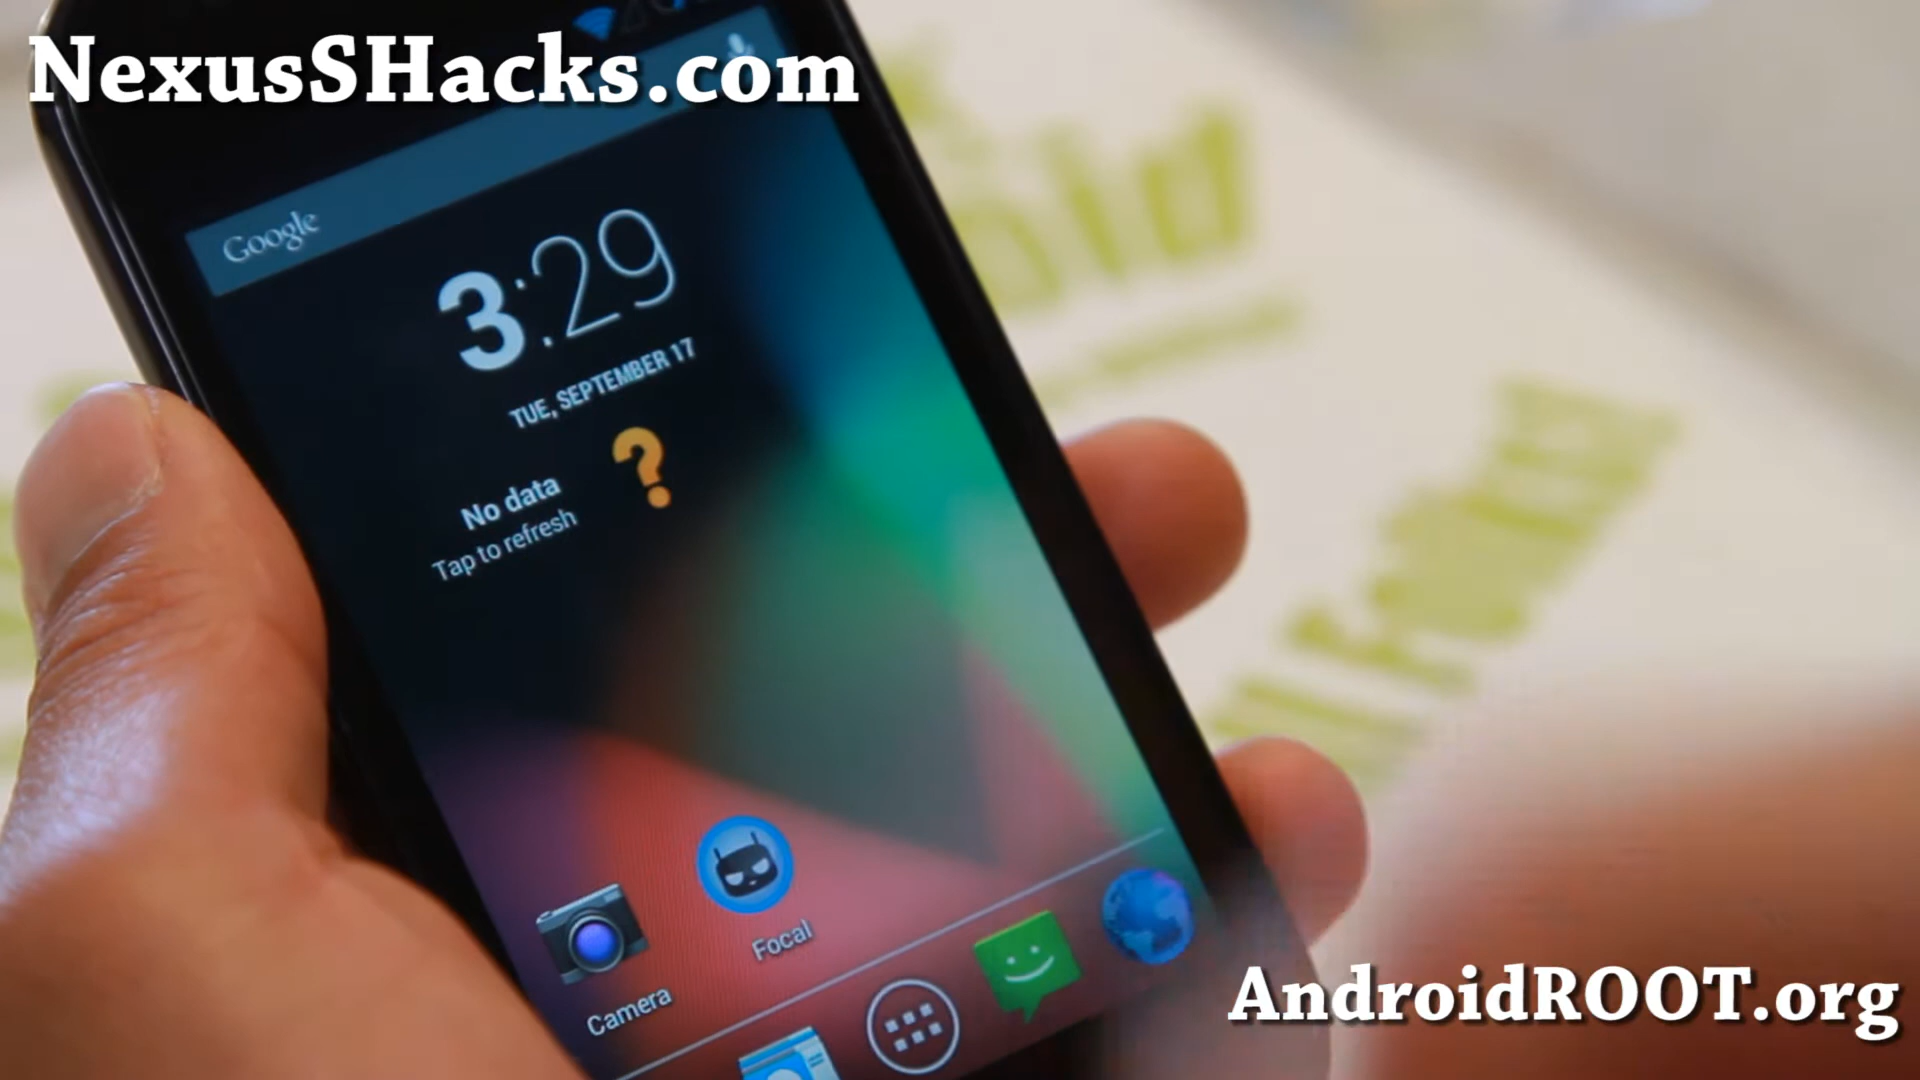 NexusSHacks.com
Google
3:29
TUE, SEPTEMBER 17
No data
Tap to refresh
Focal
Camera
AndroidROOT.org